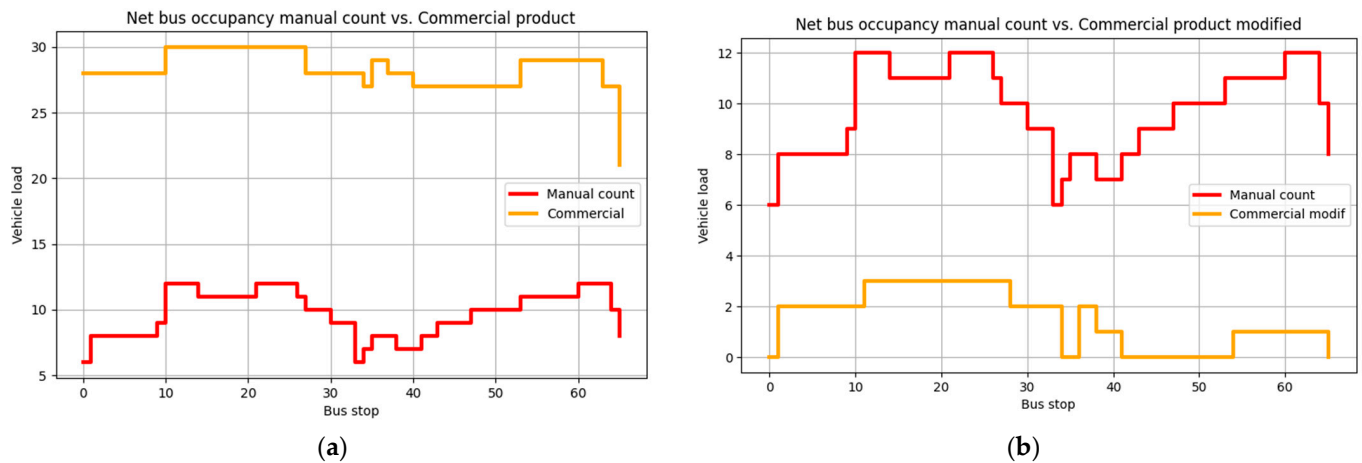 Net bus occupancy manual count vs. Commercial product
30
25
20
15
10
5
Vehicle load
Manual count
Commercial
0 10 20 30 40 50 60
Bus stop
(a)
Net bus occupancy manual count vs. Commercial product modified
12
10
8
6
4
2
0
Vehicle load
Manual count
Commercial modif
0 10 20 30 40 50 60
Bus stop
(b)